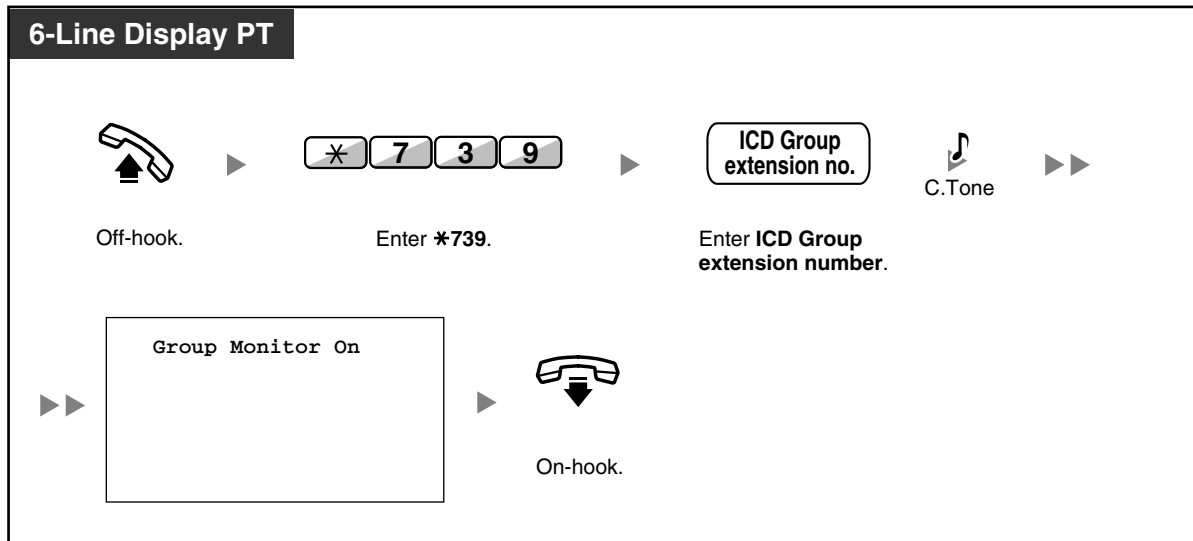 6-Line Display PT
✳ 7 3 9
ICD Group
extension no.
C.Tone
Off-hook.
Enter ✳739.
Enter ICD Group
extension number.
Group Monitor On
On-hook.